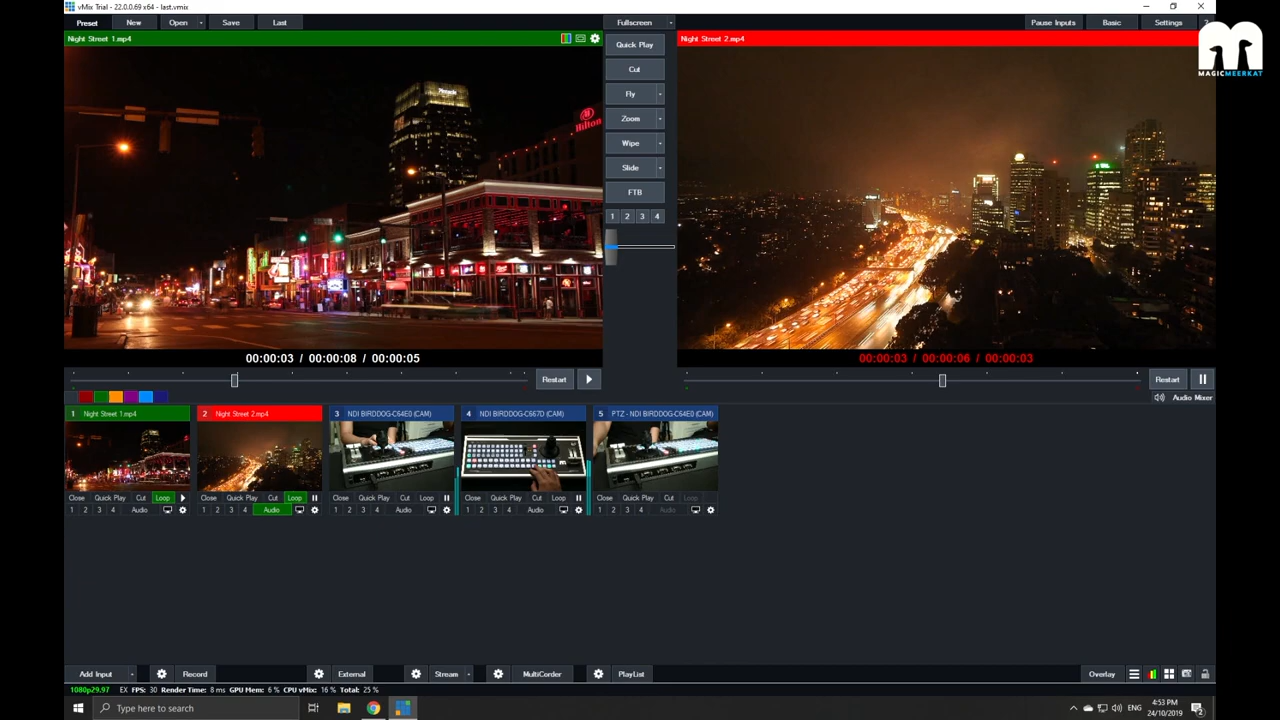 vMix Trial - 22.0.0.69 x64 - last.vmix
Preset New Open Save Last Fullscreen Pause Inputs Basic Settings ?
MAGICMEERKAT
Night Street 1.mp4
Night Street 2.mp4
Quick Play
Cut
Fly
Zoom
Wipe
Slide
FTB
1 2 3 4
Hilton
Pinnacle
00:00:03 / 00:00:08 / 00:00:05
00:00:03 / 00:00:06 / 00:00:03
Restart
Restart
Audio Mixer
1 Night Street 1.mp4
2 Night Street 2.mp4
3 NDI BIRDDOG-C64E0 (CAM)
4 NDI BIRDDOG-C667D (CAM)
5 PTZ - NDI BIRDDOG-C64E0 (CAM)
Close Quick Play Cut Loop
Close Quick Play Cut Loop
Close Quick Play Cut Loop
Close Quick Play Cut Loop
Close Quick Play Cut Loop
1 2 3 4 Audio
1 2 3 4 Audio
1 2 3 4 Audio
1 2 3 4 Audio
1 2 3 4 Audio
Add Input Record External Stream MultiCorder PlayList Overlay
1080p29.97 EX FPS: 30 Render Time: 8 ms GPU Mem: 6 % CPU vMix: 16 % Total: 25 %
Type here to search
ENG
4:53 PM
24/10/2019
2